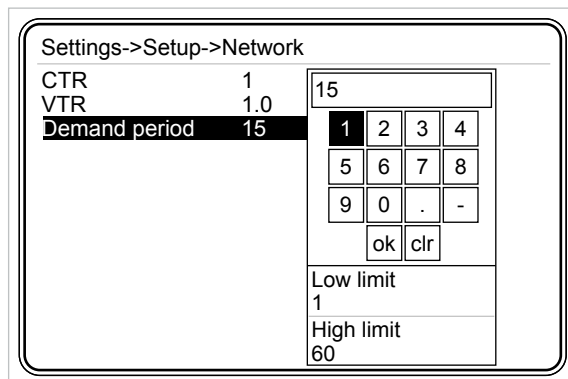 Settings->Setup->Network
CTR 1
VTR 1.0
Demand period 15
15
1 2 3 4
5 6 7 8
9 0 . -
ok clr
Low limit
1
High limit
60